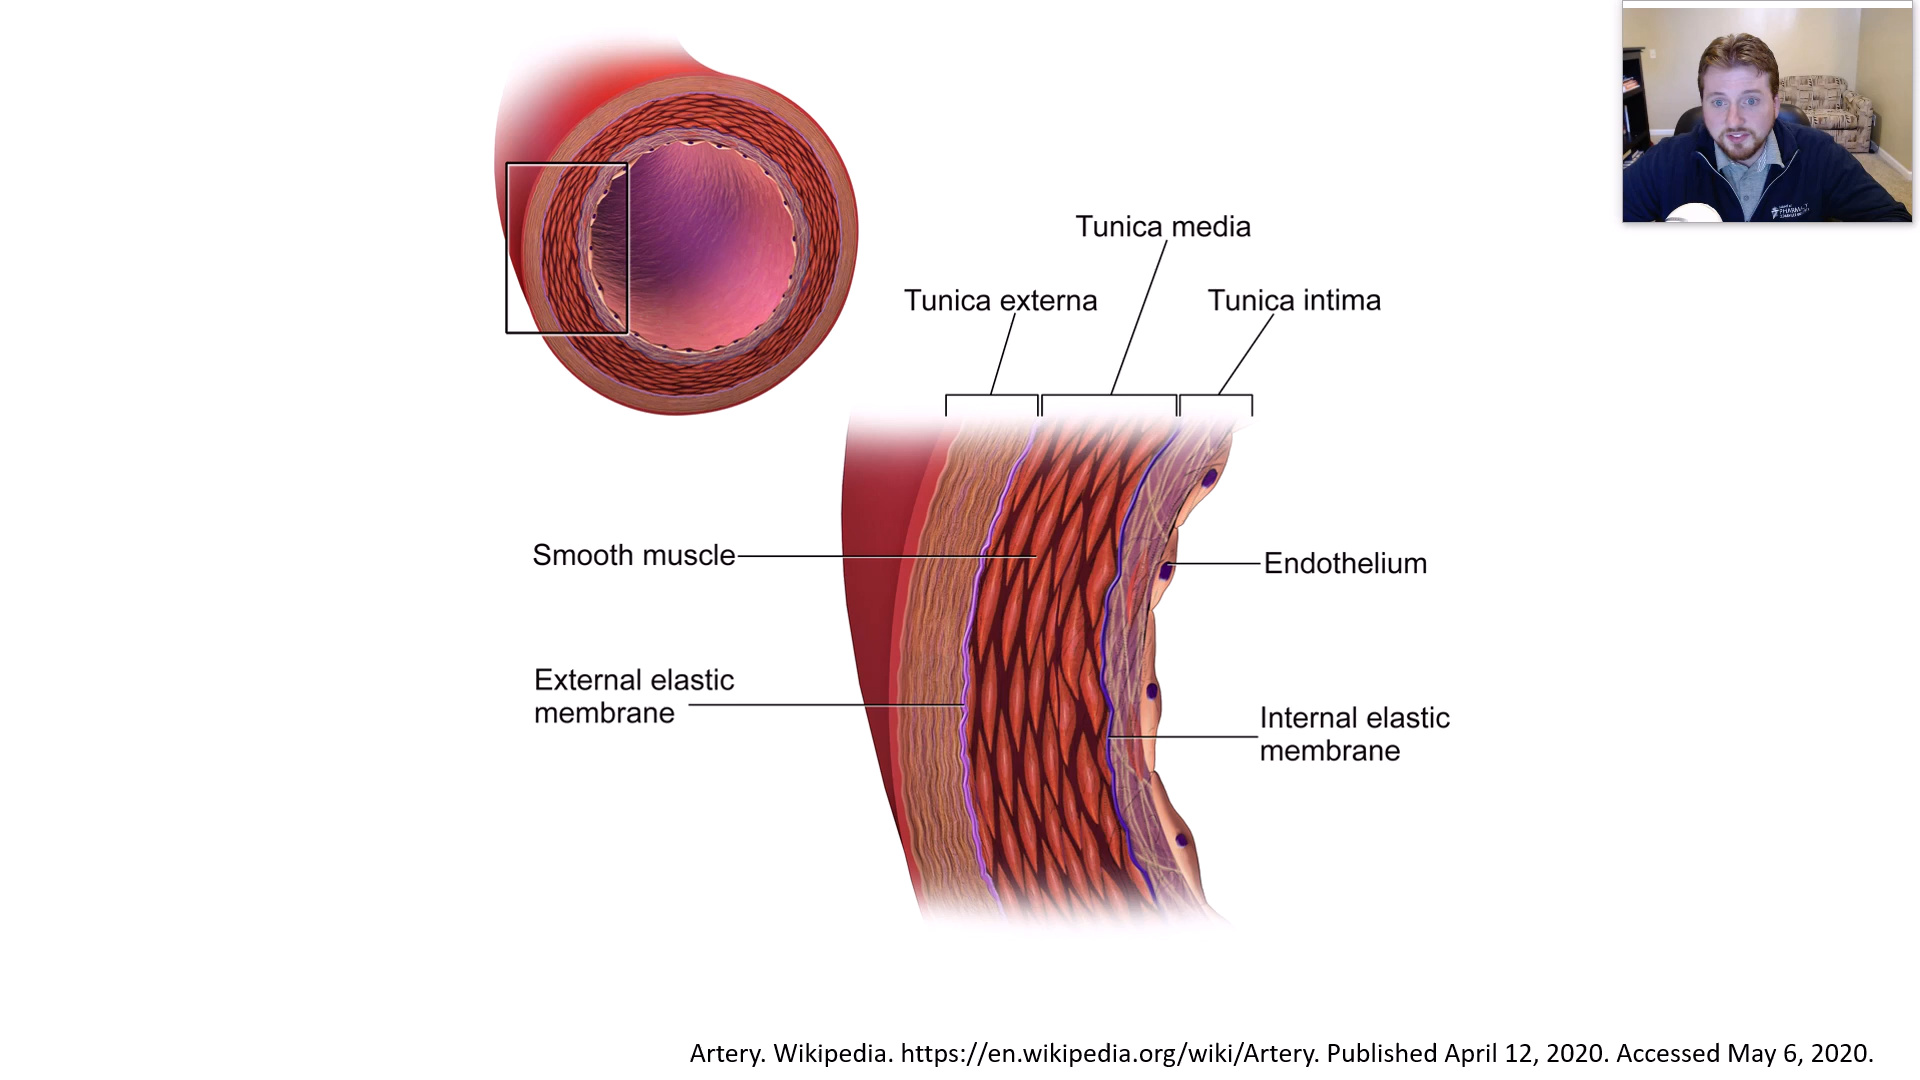 Tunica media
Tunica externa
Tunica intima
Smooth muscle
Endothelium
External elastic
membrane
Internal elastic
membrane
PHARMACY
Artery. Wikipedia. https://en.wikipedia.org/wiki/Artery. Published April 12, 2020. Accessed May 6, 2020.